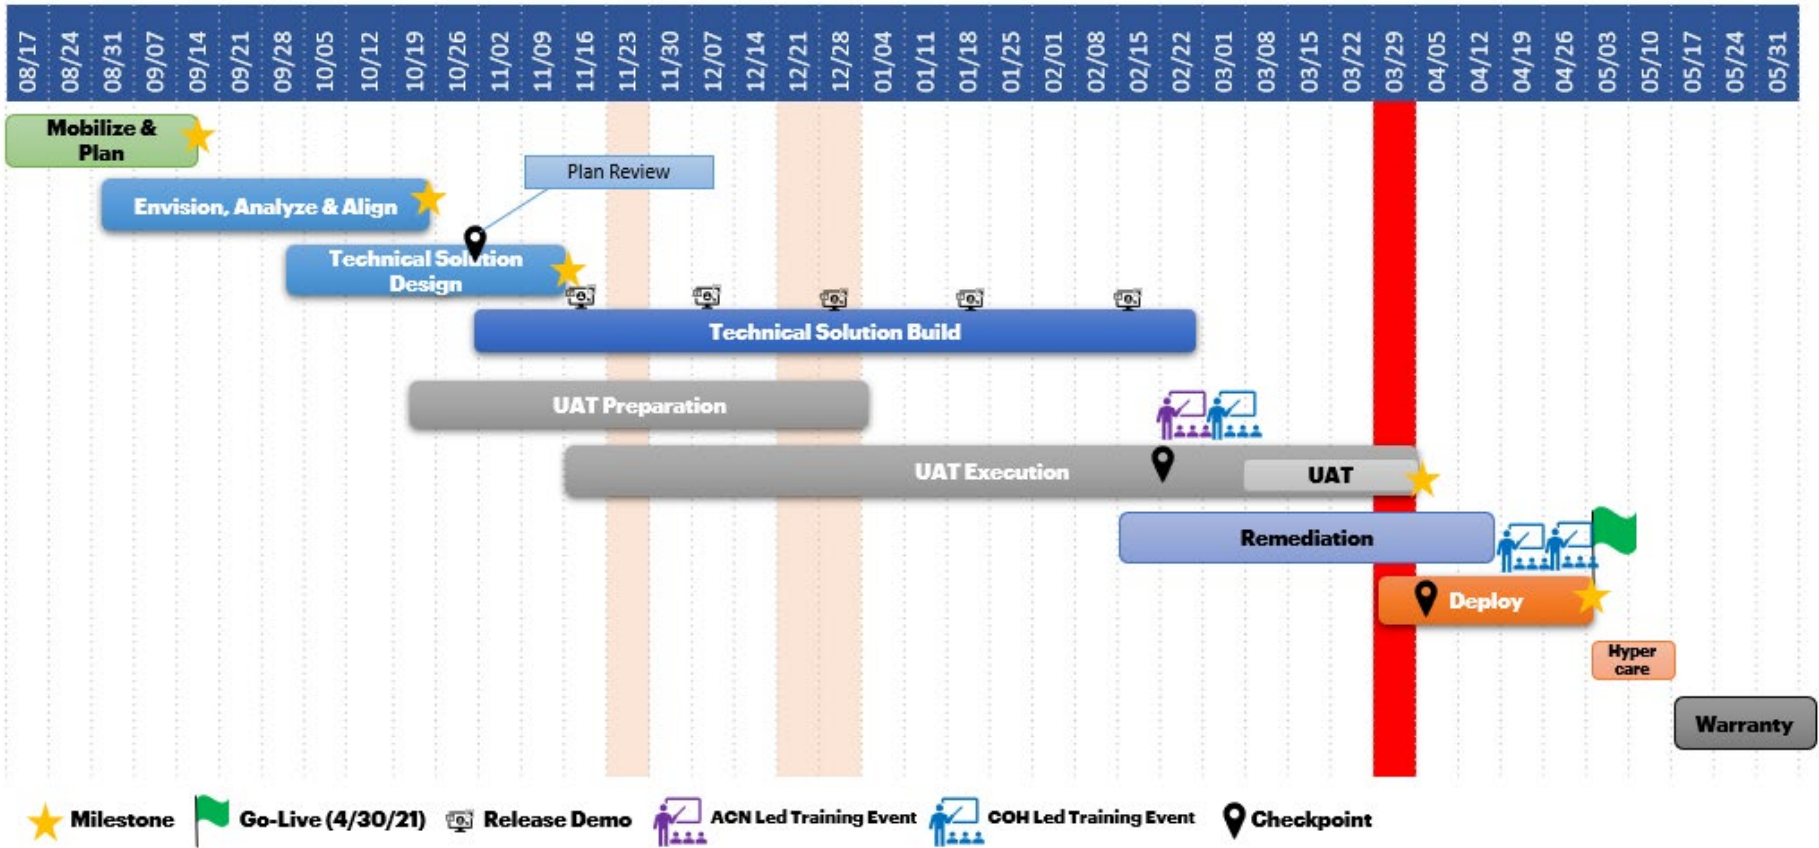 08/17 08/24 08/31 09/07 09/14 09/21 09/28 10/05 10/12 10/19 10/26 11/02 11/09 11/16 11/23 11/30 12/07 12/14 12/21 12/28 01/04 01/11 01/18 01/25 02/01 02/08 02/15 02/22 03/01 03/08 03/15 03/22 03/29 04/05 04/12 04/19 04/26 05/03 05/10 05/17 05/24 05/31
Mobilize &
Plan
Plan Review
Envision, Analyze & Align
Technical Solution
Design
Technical Solution Build
UAT Preparation
UAT Execution
UAT
Remediation
Deploy
Hyper
care
Warranty
Milestone
Go-Live (4/30/21)
Release Demo
ACN Led Training Event
COH Led Training Event
Checkpoint